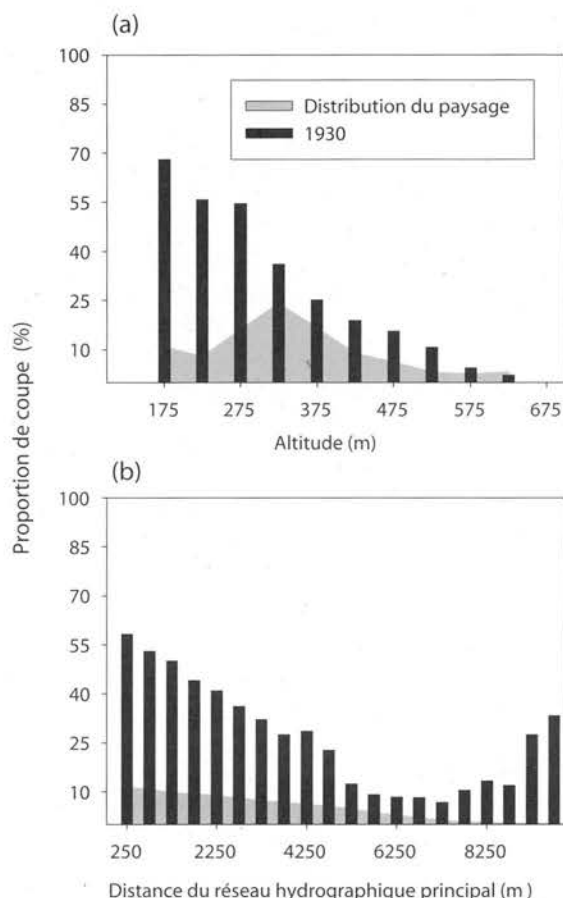 (a)
Proportion de coupe (%)
100
85
70
55
40
25
10
Distribution du paysage
1930
175 275 375 475 575 675
Altitude (m)
(b)
100
85
70
55
40
25
10
250 2250 4250 6250 8250
Distance du réseau hydrographique principal (m )